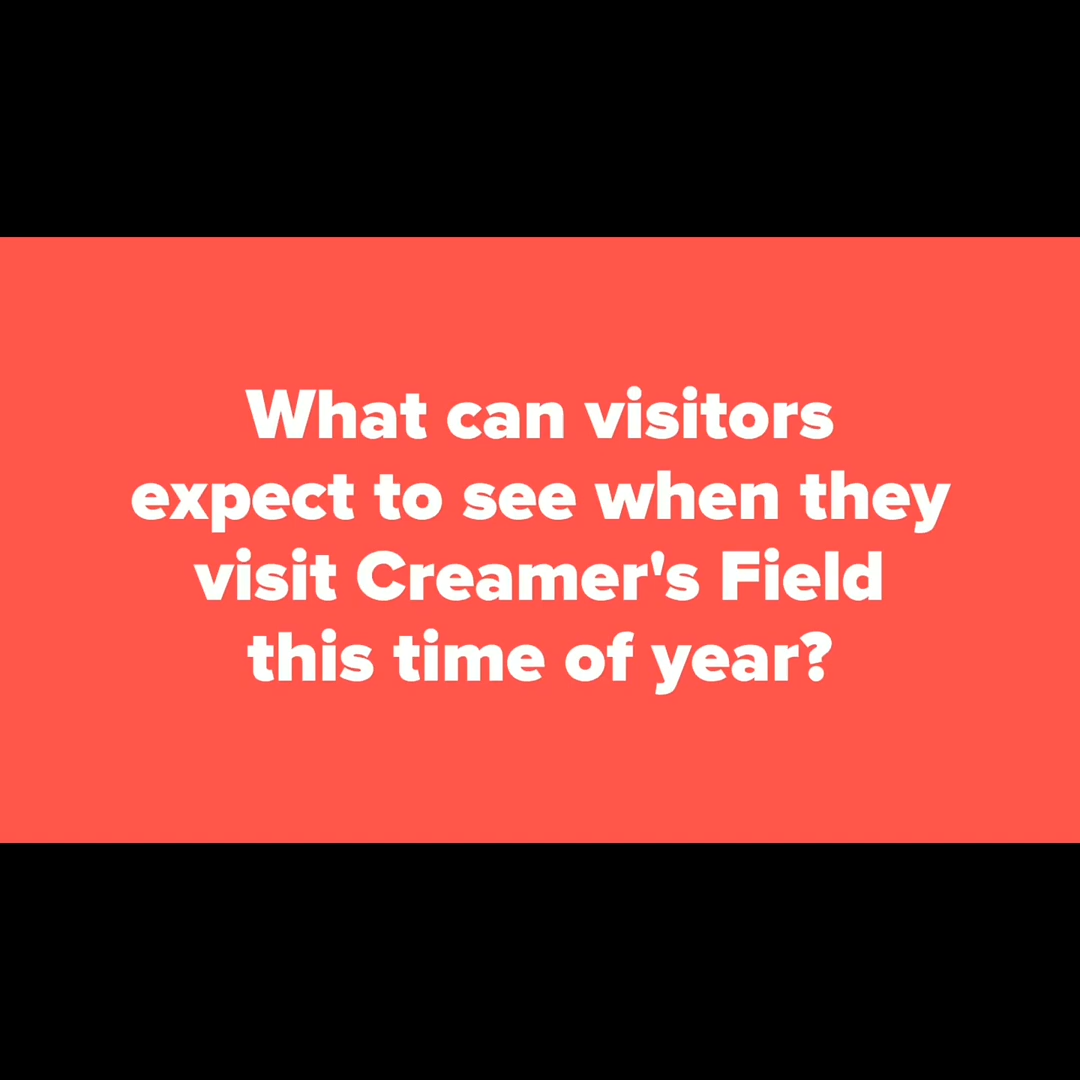 What can visitors
expect to see when they
visit Creamer's Field
this time of year?